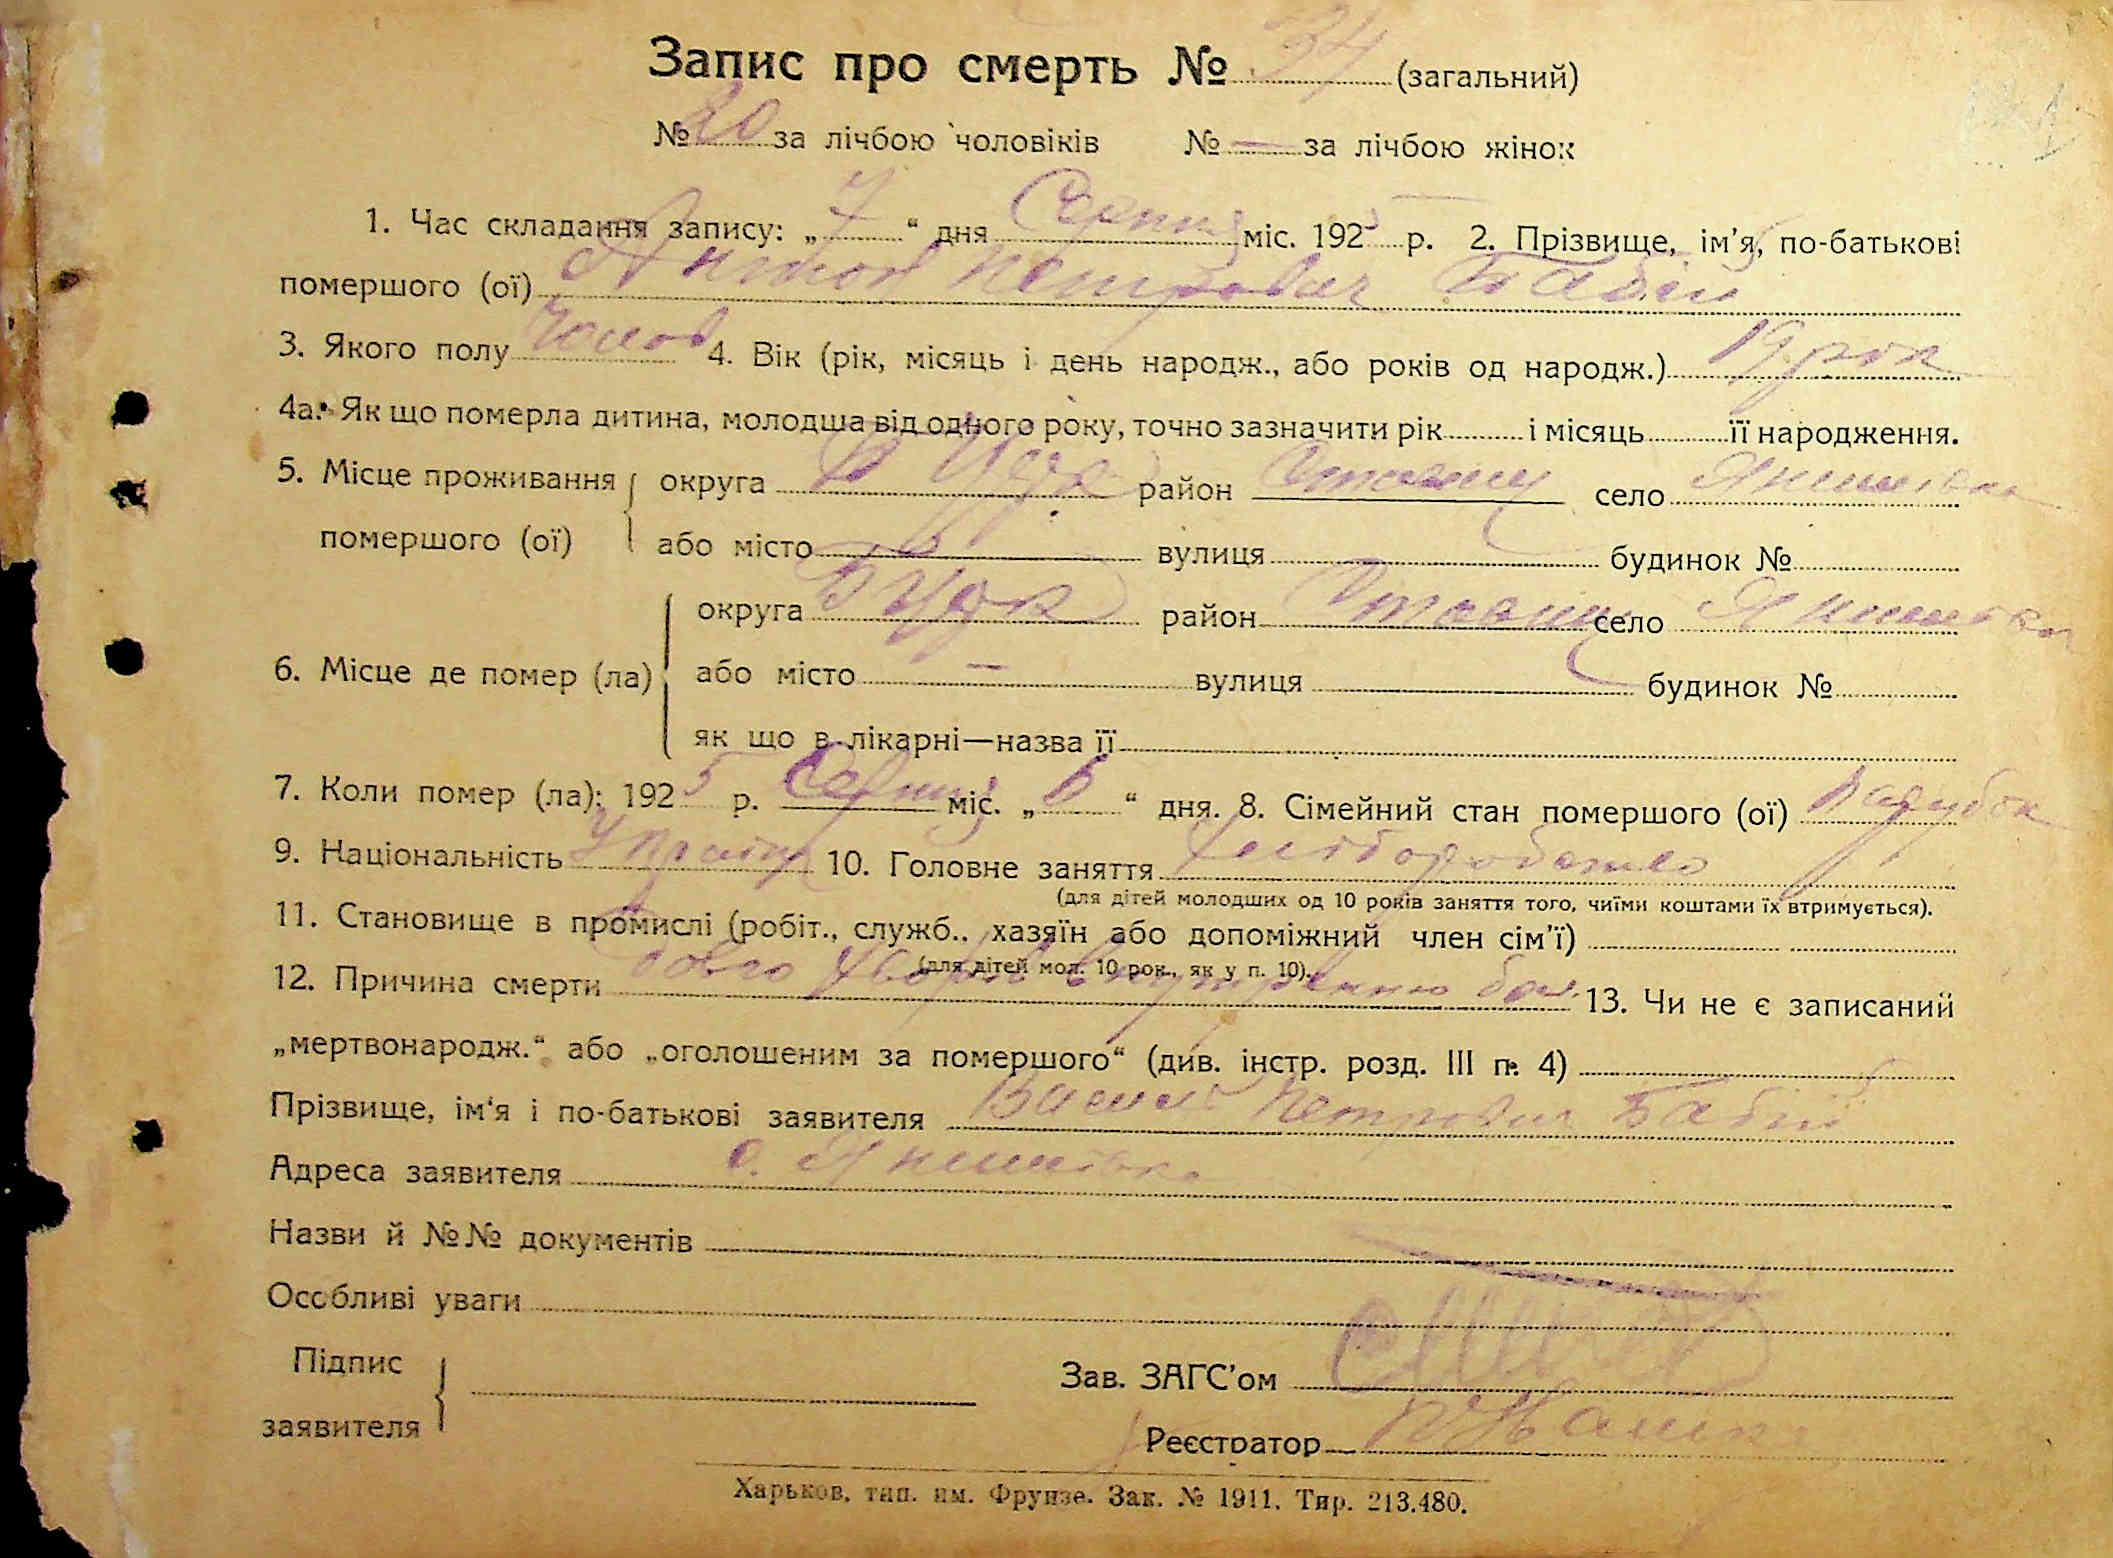 Запис про смерть № 34 (загальний)
№ 20 за лічбою чоловіків № — за лічбою жінок
1. Час складання запису: „ 7 “ дня Серпня міс. 1925 р. 2. Прізвище, ім'я, по-батькові
помершого (ої) Антон Петрович Бабій
3. Якого полу Чолов 4. Вік (рік, місяць і день народж., або років од народж.) 19 рок
4а. Як що померла дитина, молодша від одного року, точно зазначити рік і місяць її народження.
5. Місце проживання округа район село Янишівка
помершого (ої) або місто вулиця будинок №
округа район село Янишівка
6. Місце де помер (ла) або місто — вулиця будинок №
як що в лікарні—назва її
7. Коли помер (ла): 1925 р. Серпня міс. „ 6 “ дня. 8. Сімейний стан помершого (ої) Парубок
9. Національність Україн 10. Головне заняття Хліборобство
(для дітей молодших од 10 років заняття того, чиїми коштами їх втримується).
11. Становище в промислі (робіт., служб., хазяїн або допоміжний член сім'ї)
(для дітей мол. 10 рок., як у п. 10).
12. Причина смерти довго хворів 13. Чи не є записаний
„мертвонародж.“ або „оголошеним за помершого“ (див. інстр. розд. III п. 4)
Прізвище, ім'я і по-батькові заявителя Василь Петрович Бабій
Адреса заявителя с. Янишівка
Назви й №№ документів
Особливі уваги
Підпис
заявителя
Зав. ЗАГС'ом
Реєстратор
Харьков, тип. им. Фрунзе. Зак. № 1911. Тир. 213.480.